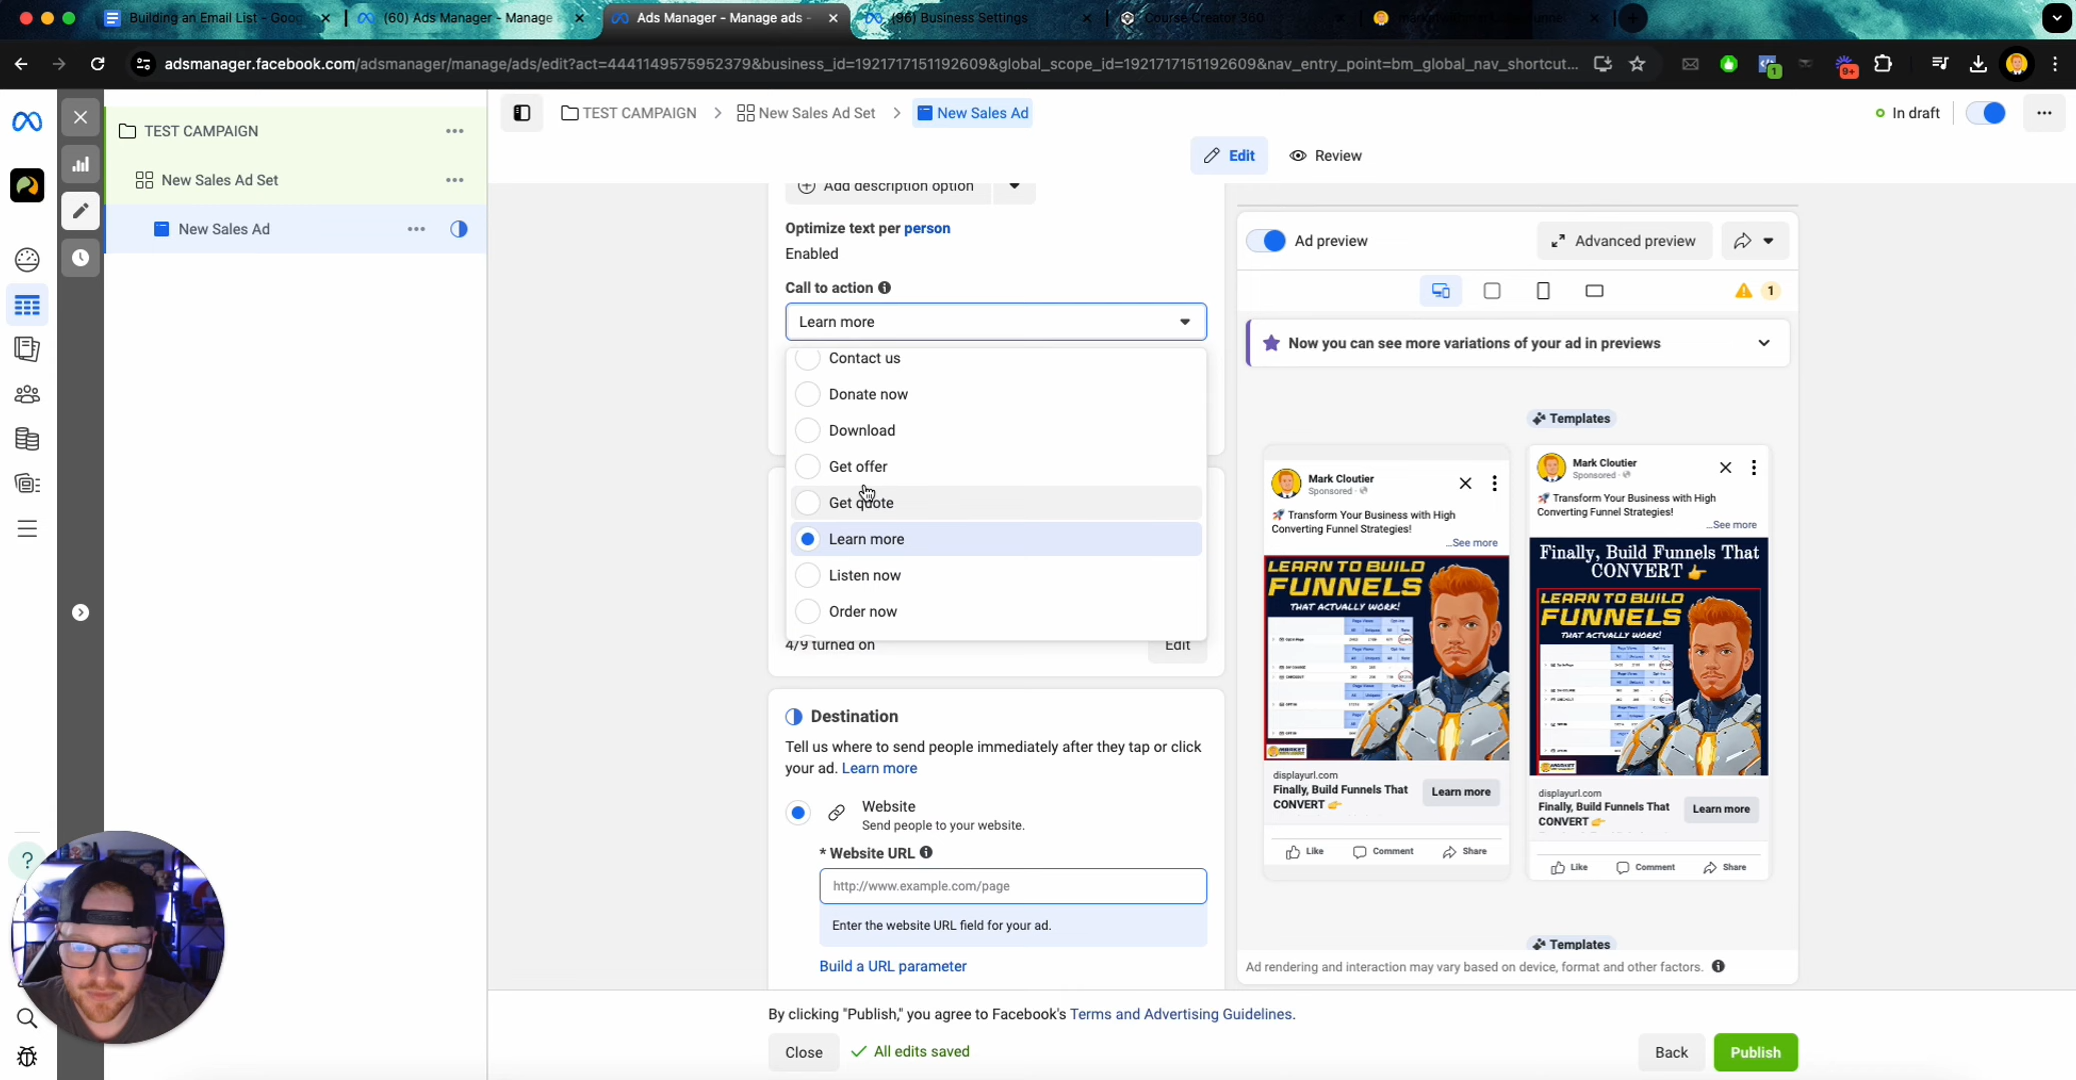 Building an Email List - Goog
(60) Ads Manager - Manage
Ads Manager - Manage ads -
(96) Business Settings
Course Creator 360
adsmanager.facebook.com/adsmanager/manage/ads/edit?act=4441149575952379&business_id=1921717151192609&global_scope_id=1921717151192609&nav_entry_point=bm_global_nav_shortcut...
1
9+
TEST CAMPAIGN
New Sales Ad Set
New Sales Ad
TEST CAMPAIGN
New Sales Ad Set
New Sales Ad
In draft
Edit
Review
Add description option
Optimize text per person
Enabled
Call to action
Learn more
Contact us
Donate now
Download
Get offer
Get quote
Learn more
Listen now
Order now
4/9 turned on
Edit
Destination
Tell us where to send people immediately after they tap or click
your ad. Learn more
Website
Send people to your website.
* Website URL
http://www.example.com/page
Enter the website URL field for your ad.
Build a URL parameter
Ad preview
Advanced preview
1
Now you can see more variations of your ad in previews
Templates
Mark Cloutier
Sponsored ·
🚀 Transform Your Business with High
Converting Funnel Strategies!
...See more
LEARN TO BUILD
FUNNELS
THAT ACTUALLY WORK!
displayurl.com
Finally, Build Funnels That
CONVERT 👉
Learn more
Like
Comment
Share
Mark Cloutier
Sponsored ·
🚀 Transform Your Business with High
Converting Funnel Strategies!
...See more
Finally, Build Funnels That
CONVERT 👉
LEARN TO BUILD
FUNNELS
THAT ACTUALLY WORK!
displayurl.com
Finally, Build Funnels That
CONVERT 👉
Learn more
Like
Comment
Share
Templates
Ad rendering and interaction may vary based on device, format and other factors.
By clicking "Publish," you agree to Facebook's Terms and Advertising Guidelines.
Close
All edits saved
Back
Publish